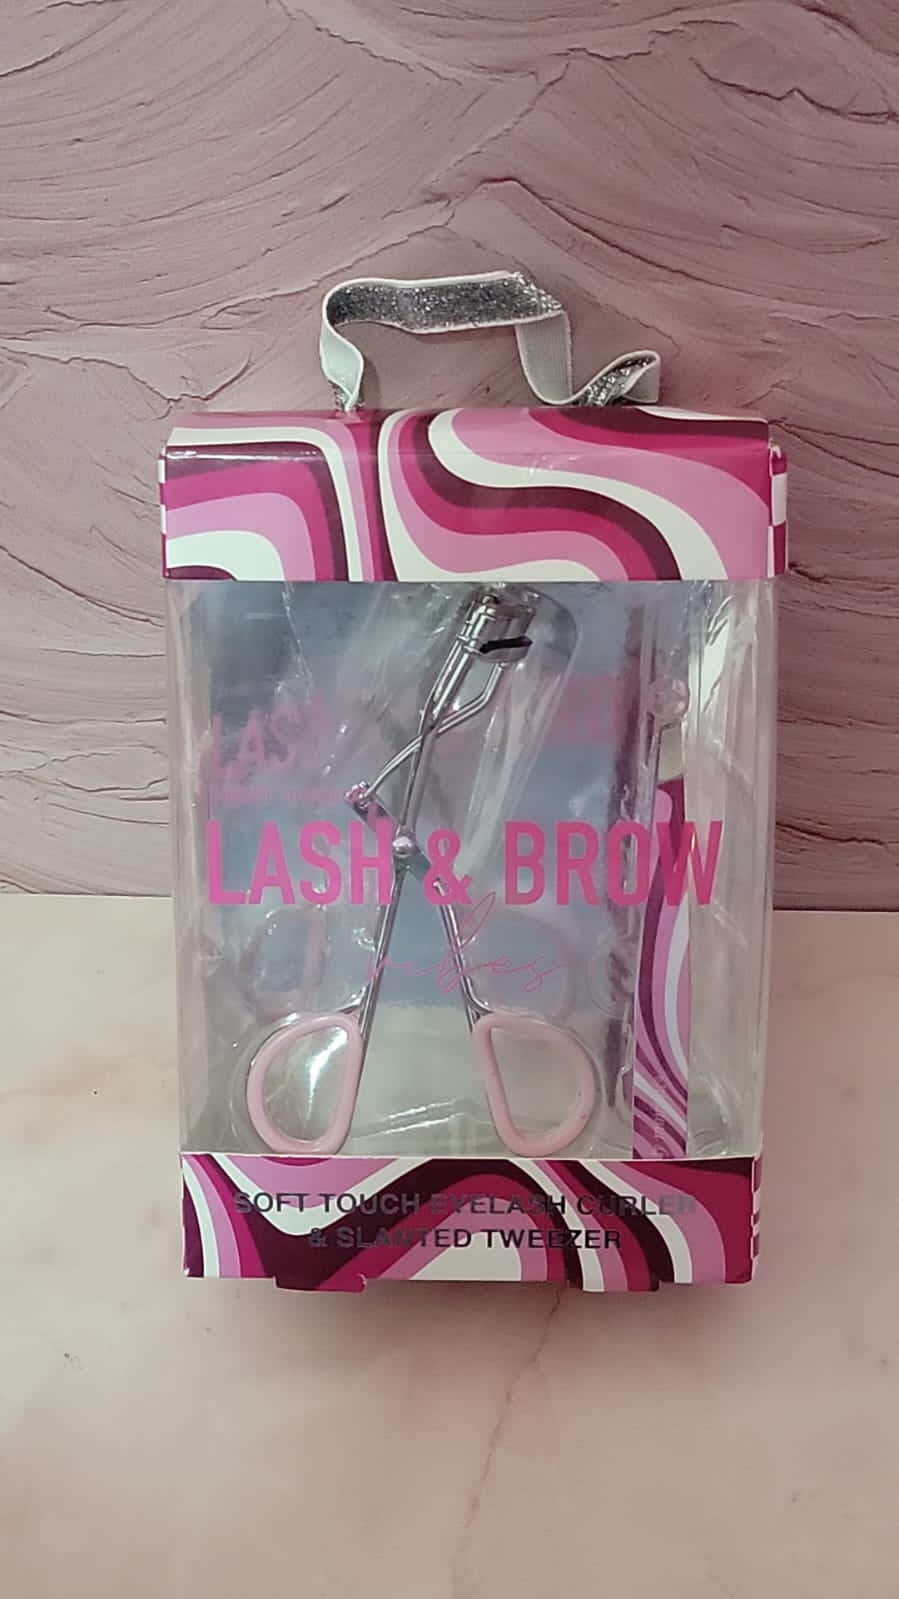 LASH & BROW
vibes
SOFT TOUCH EYELASH CURLER
& SLANTED TWEEZER